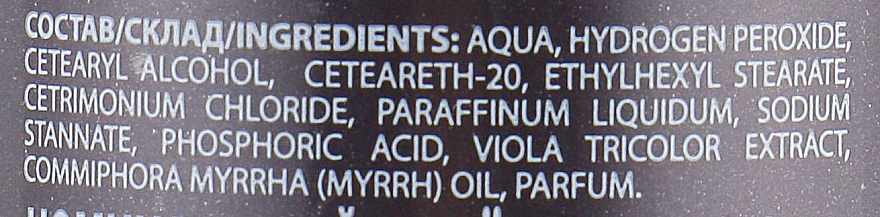 СОСТАВ/СКЛАД/INGREDIENTS: AQUA, HYDROGEN PEROXIDE,
CETEARYL ALCOHOL, CETEARETH-20, ETHYLHEXYL STEARATE,
CETRIMONIUM CHLORIDE, PARAFFINUM LIQUIDUM, SODIUM
STANNATE, PHOSPHORIC ACID, VIOLA TRICOLOR EXTRACT,
COMMIPHORA MYRRHA (MYRRH) OIL, PARFUM.